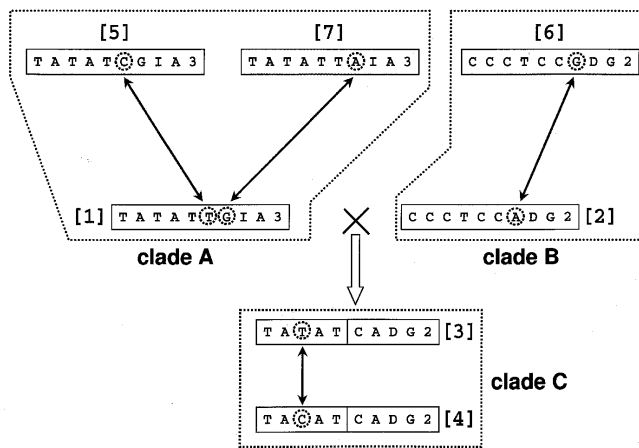 [5] [7] [6]
T A T A T C G I A 3 T A T A T T A I A 3 C C C T C C G D G 2
[1] T A T A T T G I A 3 C C C T C C A D G 2 [2]
clade A clade B
T A T A T C A D G 2 [3]
clade C
T A C A T C A D G 2 [4]